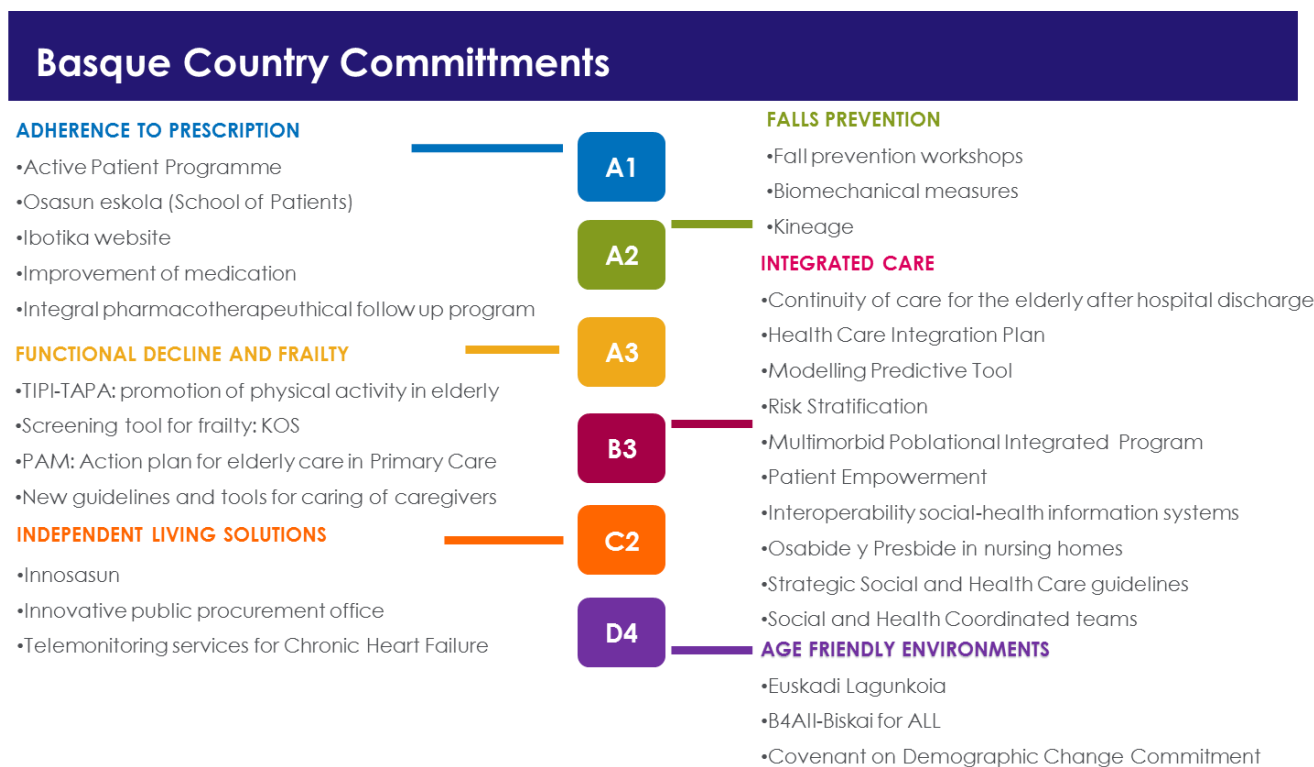 Basque Country Committments
ADHERENCE TO PRESCRIPTION
•Active Patient Programme
•Osasun eskola (School of Patients)
•Ibotika website
•Improvement of medication
•Integral pharmacotherapeuthical follow up program
FUNCTIONAL DECLINE AND FRAILTY
•TIPI-TAPA: promotion of physical activity in elderly
•Screening tool for frailty: KOS
•PAM: Action plan for elderly care in Primary Care
•New guidelines and tools for caring of caregivers
INDEPENDENT LIVING SOLUTIONS
•Innosasun
•Innovative public procurement office
•Telemonitoring services for Chronic Heart Failure
A1
A2
A3
B3
C2
D4
FALLS PREVENTION
•Fall prevention workshops
•Biomechanical measures
•Kineage
INTEGRATED CARE
•Continuity of care for the elderly after hospital discharge
•Health Care Integration Plan
•Modelling Predictive Tool
•Risk Stratification
•Multimorbid Poblational Integrated Program
•Patient Empowerment
•Interoperability social-health information systems
•Osabide y Presbide in nursing homes
•Strategic Social and Health Care guidelines
•Social and Health Coordinated teams
AGE FRIENDLY ENVIRONMENTS
•Euskadi Lagunkoia
•B4All-Biskai for ALL
•Covenant on Demographic Change Commitment